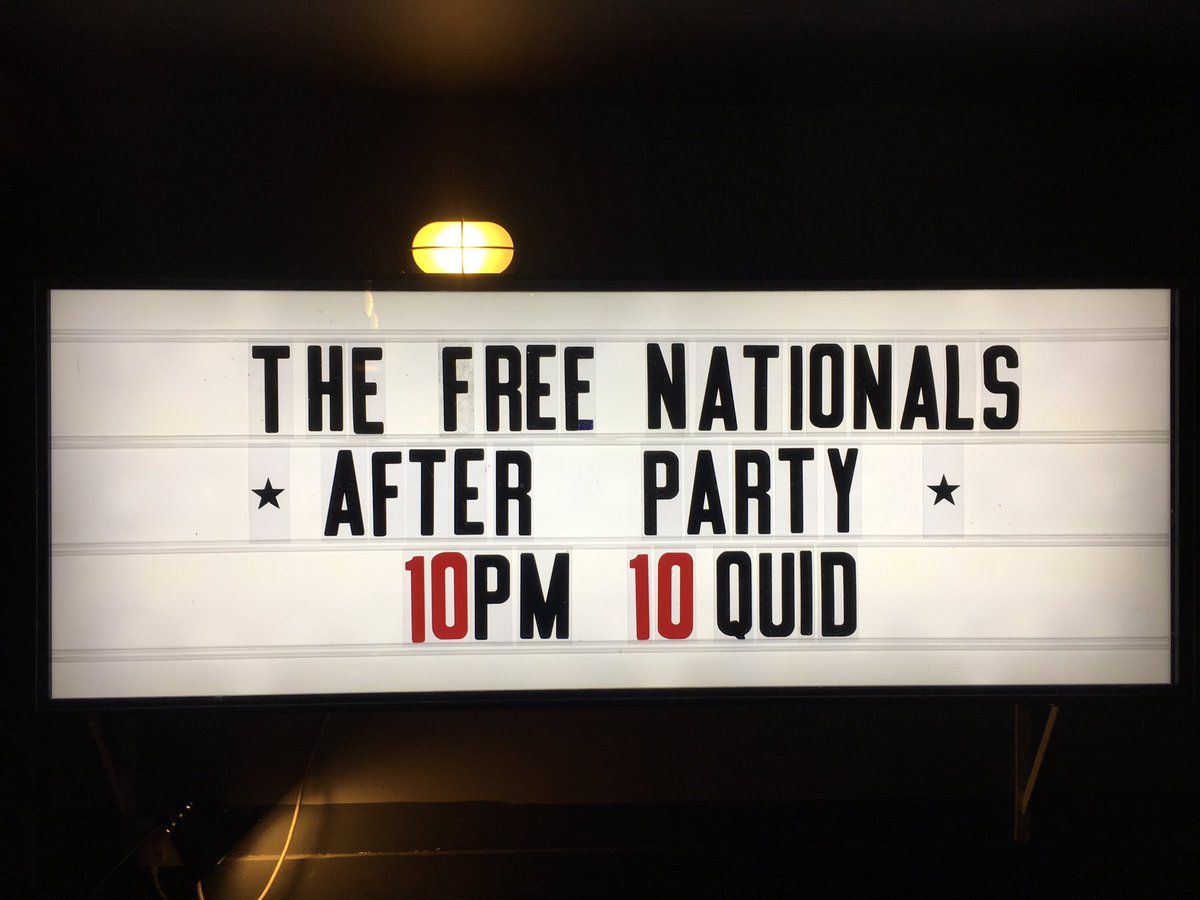 THE FREE NATIONALS
★ AFTER PARTY ★
10PM 10 QUID